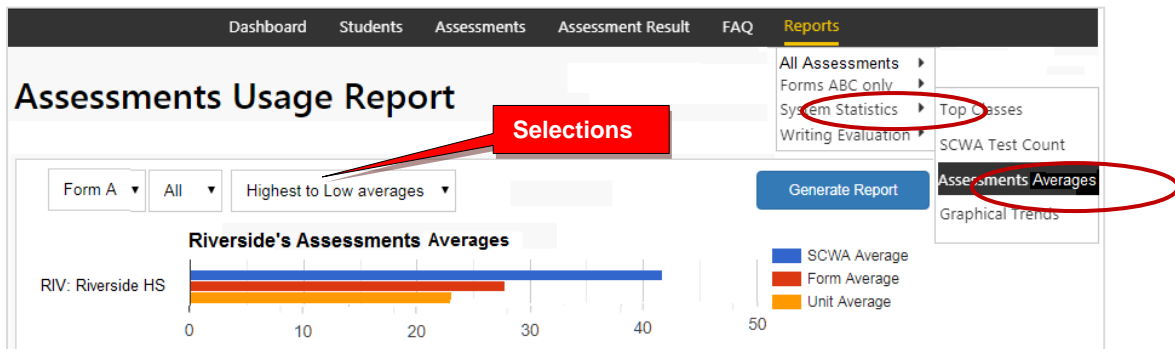 Dashboard Students Assessments Assessment Result FAQ Reports
All Assessments
Forms ABC only
System Statistics
Writing Evaluation
Top Classes
SCWA Test Count
Assessments Averages
Graphical Trends
Assessments Usage Report
Selections
Form A All Highest to Low averages Generate Report
Riverside's Assessments Averages
RIV: Riverside HS
0 10 20 30 40 50
SCWA Average
Form Average
Unit Average